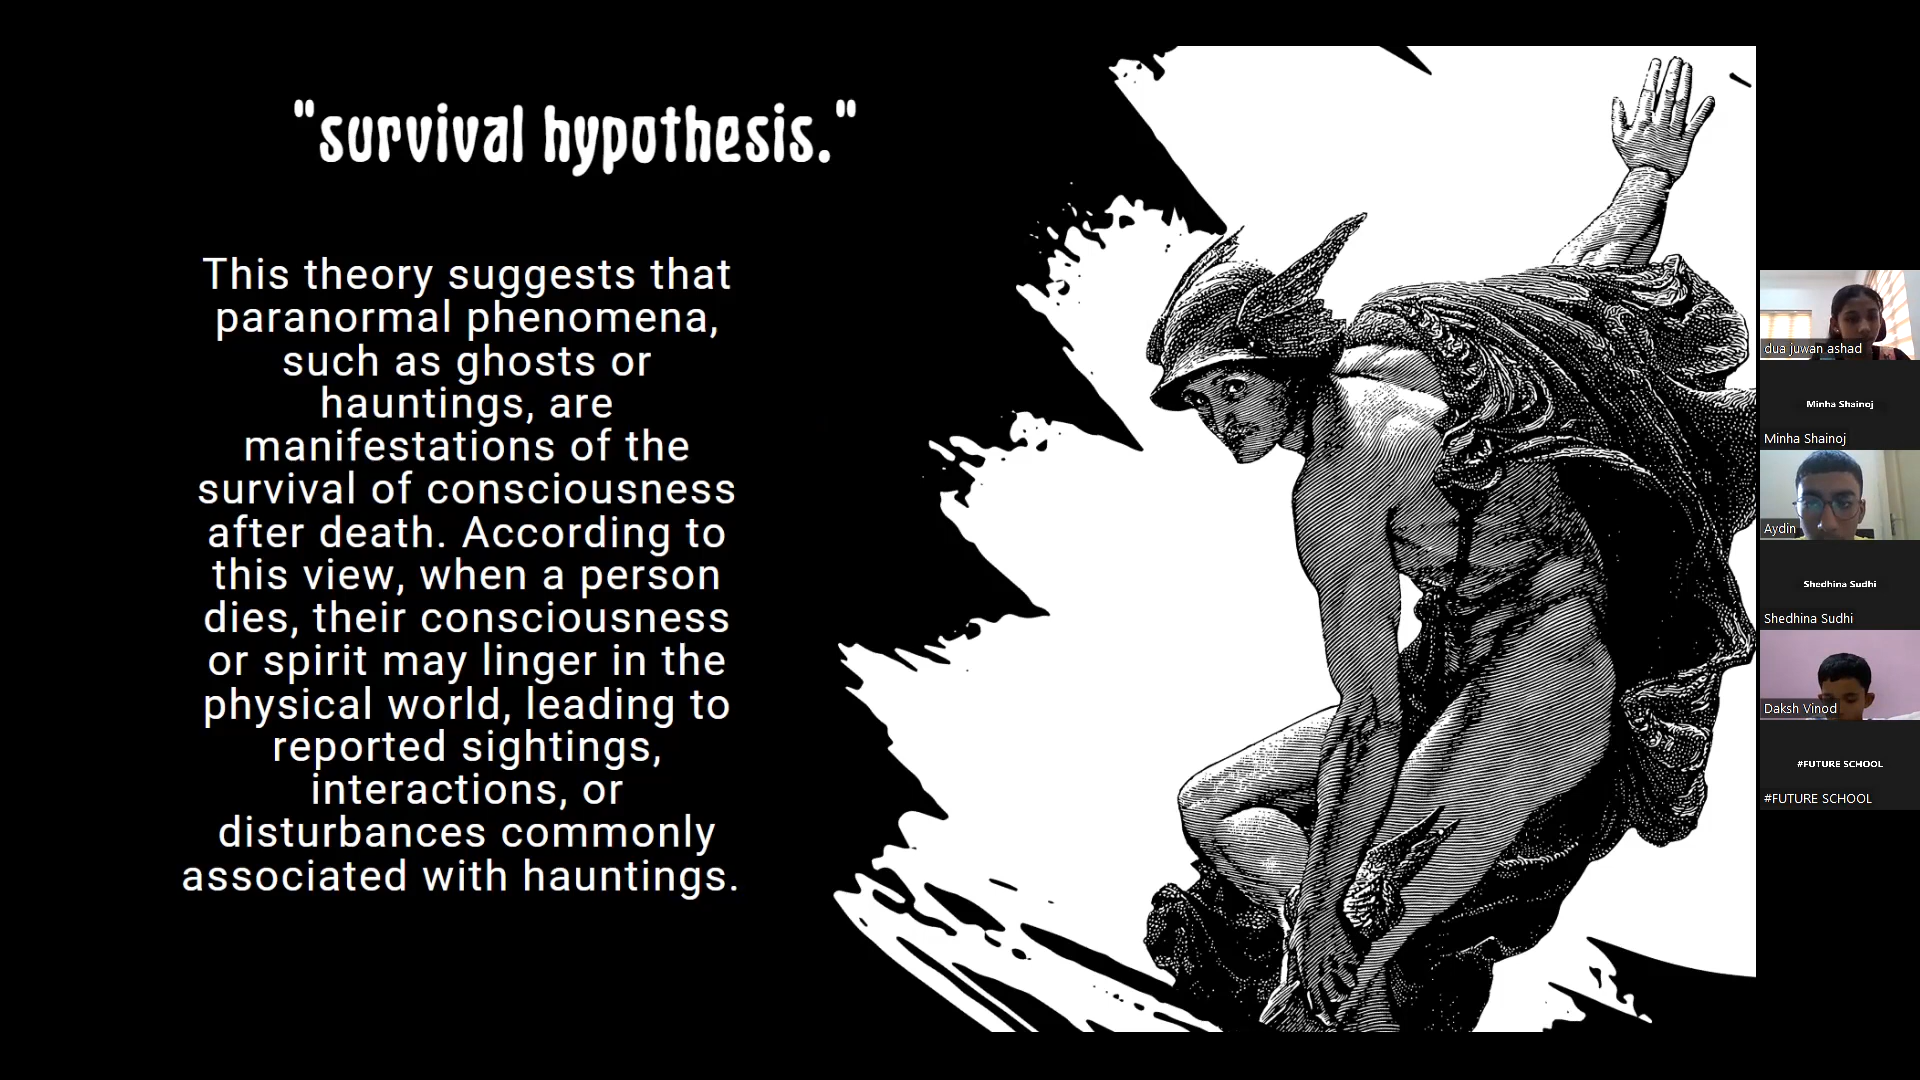 "survival hypothesis."
This theory suggests that
paranormal phenomena,
such as ghosts or
hauntings, are
manifestations of the
survival of consciousness
after death. According to
this view, when a person
dies, their consciousness
or spirit may linger in the
physical world, leading to
reported sightings,
interactions, or
disturbances commonly
associated with hauntings.
dua juwan ashad
Minha Shainoj
Minha Shainoj
Aydin
Shedhina Sudhi
Shedhina Sudhi
Daksh Vinod
#FUTURE SCHOOL
#FUTURE SCHOOL